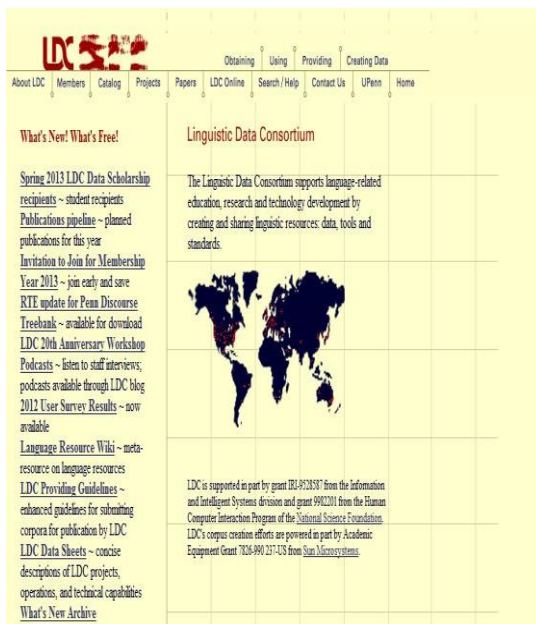 LDC
Obtaining Using Providing Creating Data
About LDC Members Catalog Projects Papers LDC Online Search / Help Contact Us UPenn Home
What's New! What's Free!
Spring 2013 LDC Data Scholarship
recipients ~ student recipients
Publications pipeline ~ planned
publications for this year
Invitation to Join for Membership
Year 2013 ~ join early and save
RTE update for Penn Discourse
Treebank ~ available for download
LDC 20th Anniversary Workshop
Podcasts ~ listen to staff interviews;
podcasts available through LDC blog
2012 User Survey Results ~ now
available
Language Resource Wiki ~ meta-
resource on language resources
LDC Providing Guidelines ~
enhanced guidelines for submitting
corpora for publication by LDC
LDC Data Sheets ~ concise
descriptions of LDC projects,
operations, and technical capabilities
What's New Archive
Linguistic Data Consortium
The Linguistic Data Consortium supports language-related
education, research and technology development by
creating and sharing linguistic resources: data, tools and
standards.
LDC is supported in part by grant IRI-9528587 from the Information
and Intelligent Systems division and grant 9982201 from the Human
Computer Interaction Program of the National Science Foundation.
LDC's corpus creation efforts are powered in part by Academic
Equipment Grant 7826-990 237-US from Sun Microsystems.